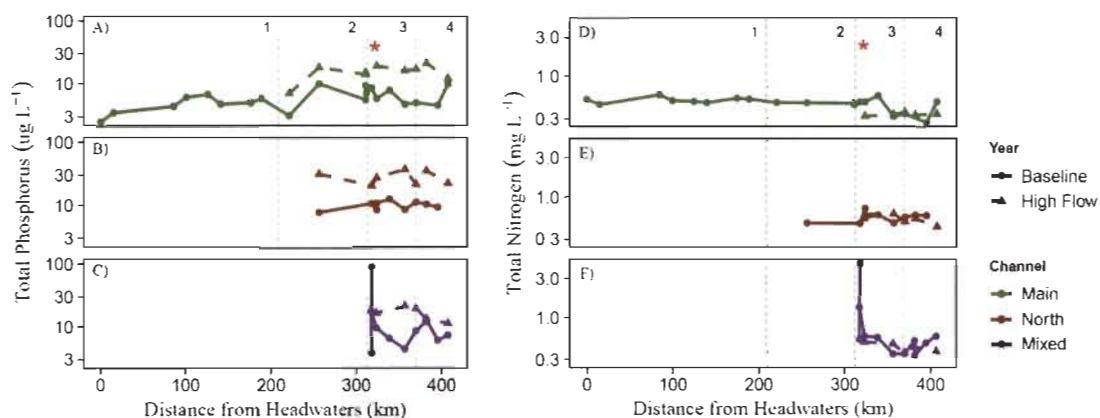 A) 1 2 3 4
*
100
30
10
3
B)
100
30
10
3
C)
100
30
10
3
Total Phosphorus (ug L⁻¹)
0 100 200 300 400
Distance from Headwaters (km)
D) 1 2 3 4
*
3.0
1.0
0.3
E)
3.0
1.0
0.3
F)
3.0
1.0
0.3
Total Nitrogen (mg L⁻¹)
0 100 200 300 400
Distance from Headwaters (km)
Year
Baseline
High Flow
Channel
Main
North
Mixed